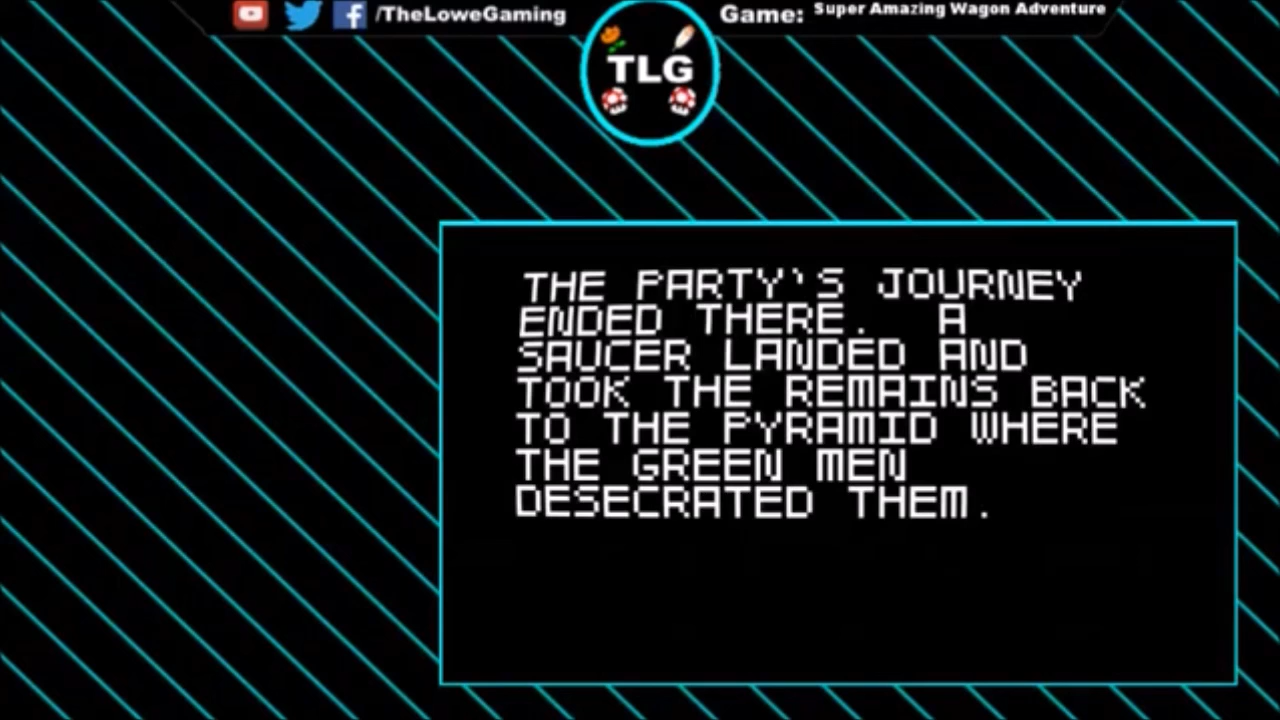 /TheLoweGaming
Game: Super Amazing Wagon Adventure
TLG
THE PARTY'S JOURNEY
ENDED THERE. A
SAUCER LANDED AND
TOOK THE REMAINS BACK
TO THE PYRAMID WHERE
THE GREEN MEN
DESECRATED THEM.